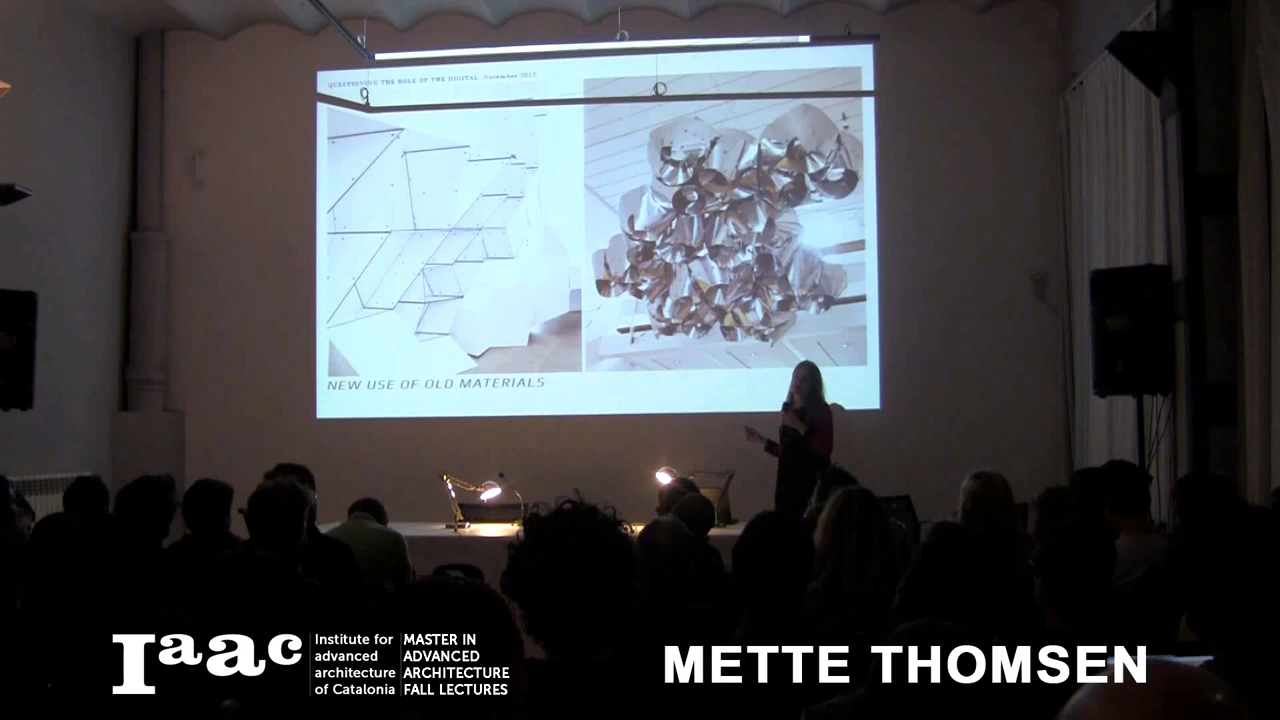 QUESTIONING THE ROLE OF THE DIGITAL November 2012
NEW USE OF OLD MATERIALS
Iaac
Institute for
advanced
architecture
of Catalonia
MASTER IN
ADVANCED
ARCHITECTURE
FALL LECTURES
METTE THOMSEN